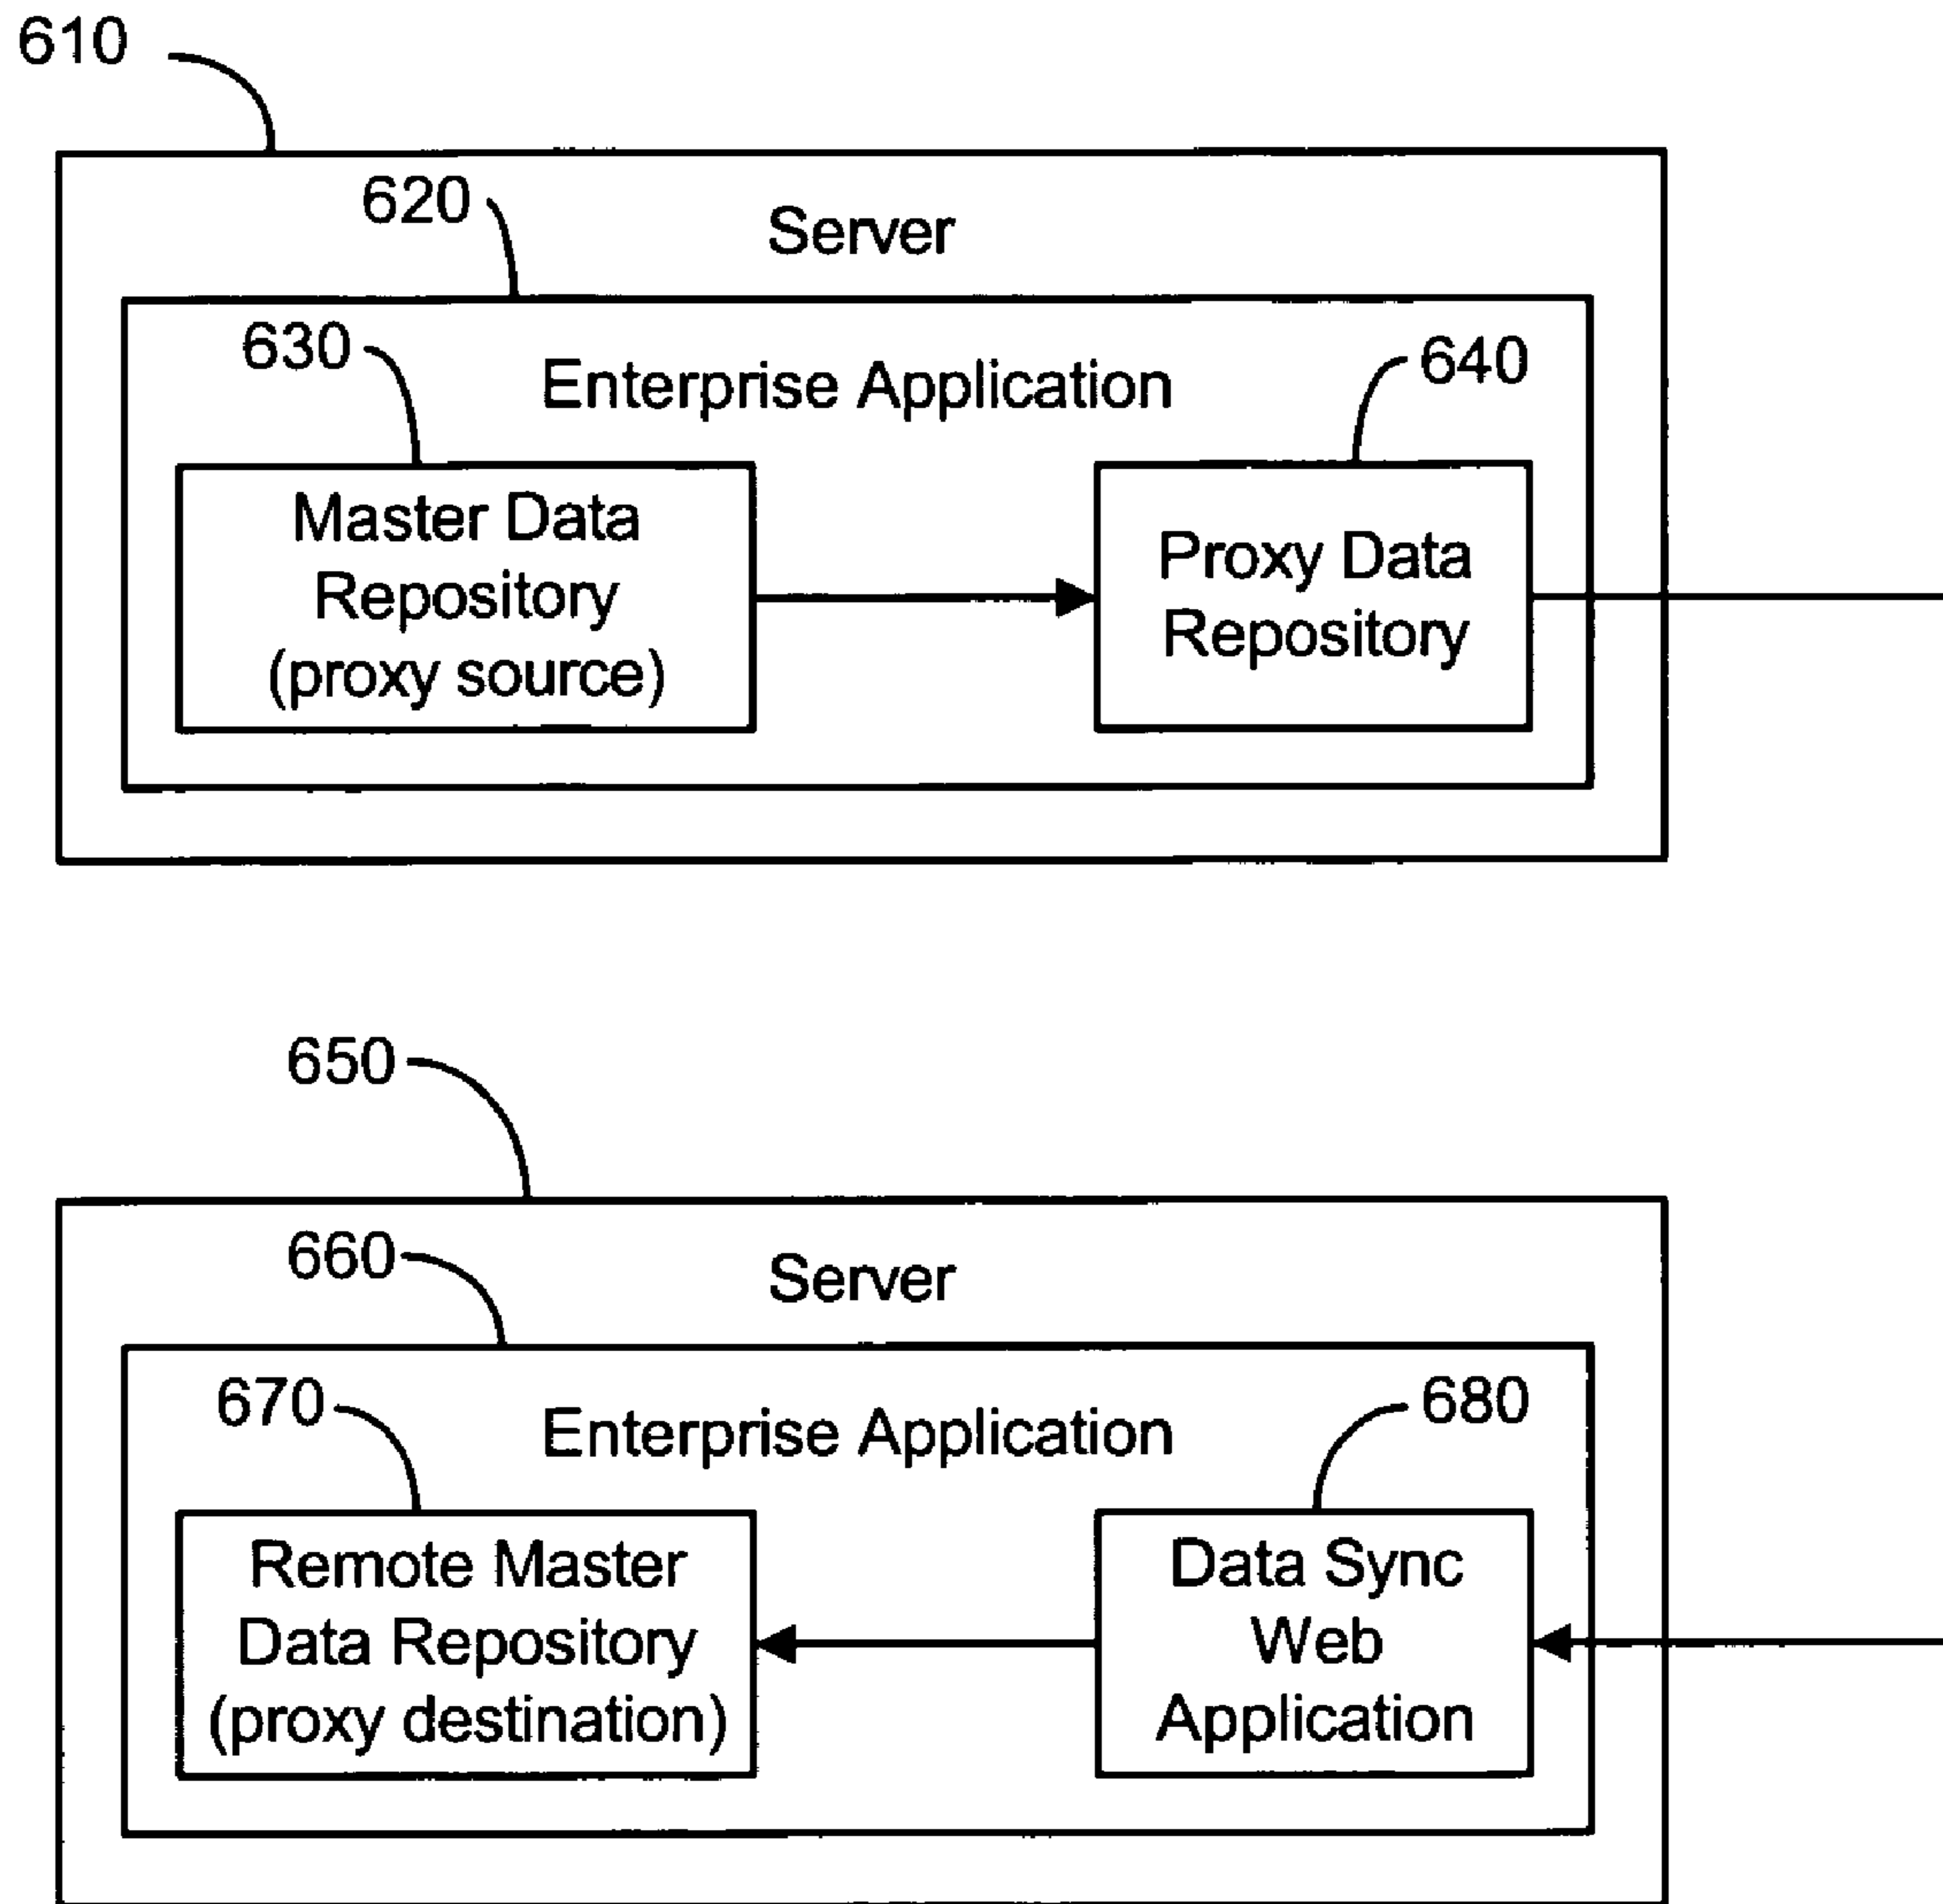 610
620
Server
630
Enterprise Application
640
Master Data
Repository
(proxy source)
Proxy Data
Repository
650
660
Server
670
Enterprise Application
680
Remote Master
Data Repository
(proxy destination)
Data Sync
Web
Application